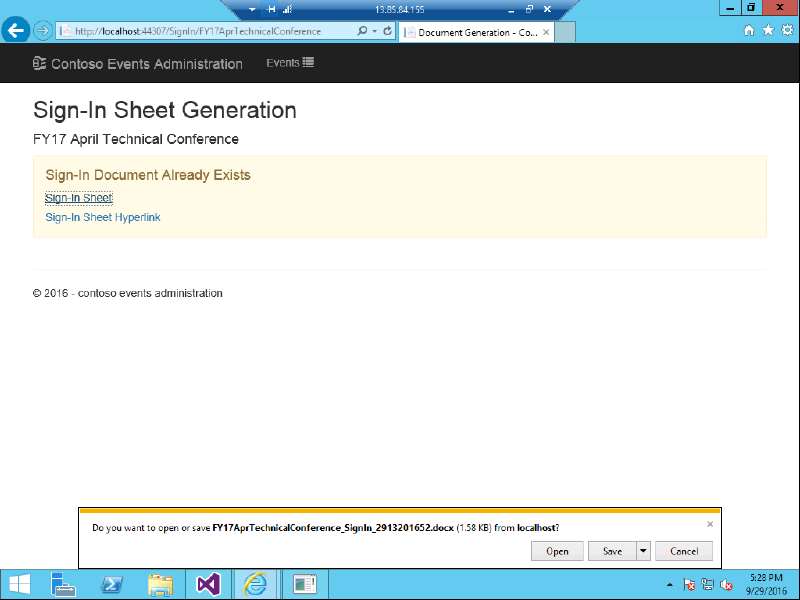 13.85.84.155
http://localhost:44307/SignIn/FY17AprTechnicalConference
Document Generation - Co...
Contoso Events Administration
Events
Sign-In Sheet Generation
FY17 April Technical Conference
Sign-In Document Already Exists
Sign-In Sheet
Sign-In Sheet Hyperlink
© 2016 - contoso events administration
Do you want to open or save FY17AprTechnicalConference_SignIn_2913201652.docx (1.58 KB) from localhost?
Open
Save
Cancel
5:28 PM
9/29/2016